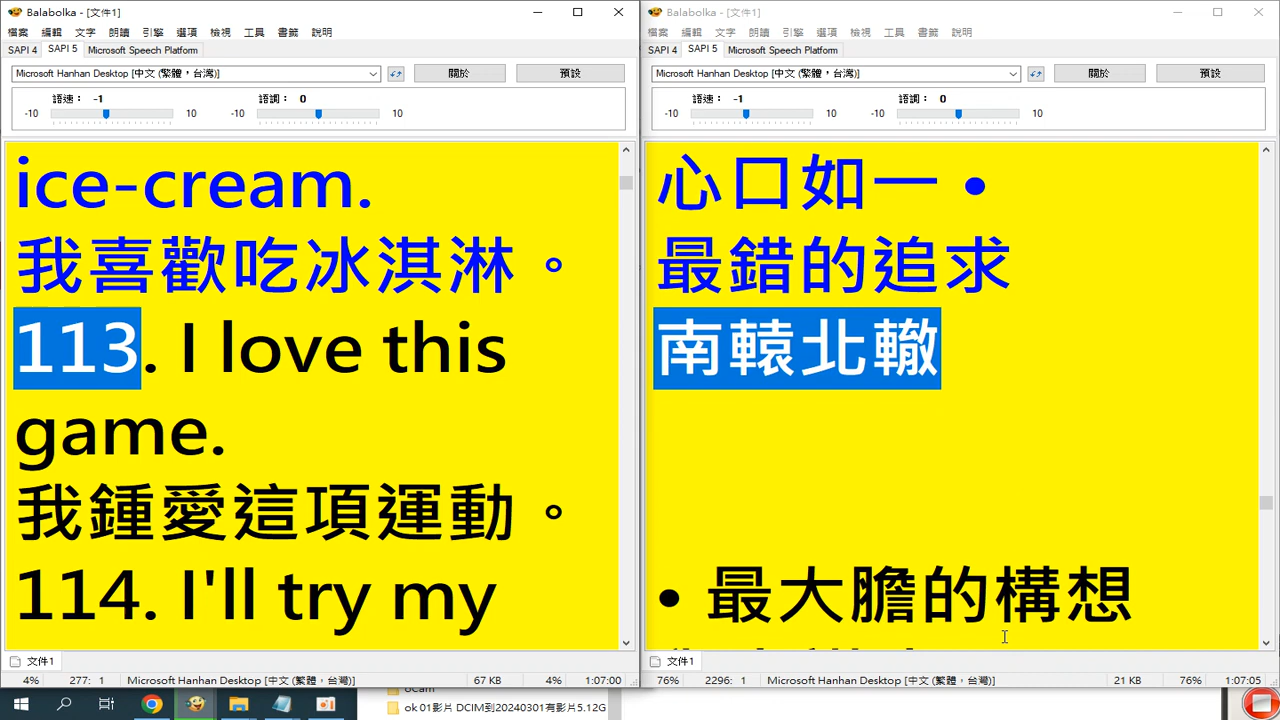 Balabolka - [文件1]
檔案 編輯 文字 朗讀 引擎 選項 檢視 工具 書籤 說明
SAPI 4 SAPI 5 Microsoft Speech Platform
Microsoft Hanhan Desktop [中文 (繁體，台灣)]
關於 預設
語速： -1 語調： 0
-10 10 -10 10
ice-cream.
我喜歡吃冰淇淋。
113. I love this
game.
我鍾愛這項運動。
114. I'll try my
文件1
4% 277: 1 Microsoft Hanhan Desktop [中文 (繁體，台灣)] 67 KB 4% 1:07:00
Balabolka - [文件1]
檔案 編輯 文字 朗讀 引擎 選項 檢視 工具 書籤 說明
SAPI 4 SAPI 5 Microsoft Speech Platform
Microsoft Hanhan Desktop [中文 (繁體，台灣)]
關於 預設
語速： -1 語調： 0
-10 10 -10 10
心口如一•
最錯的追求
南轅北轍
• 最大膽的構想
文件1
76% 2296: 1 Microsoft Hanhan Desktop [中文 (繁體，台灣)] 21 KB 76% 1:07:05
oCam
ok 01影片 DCIM到20240301有影片5.12G